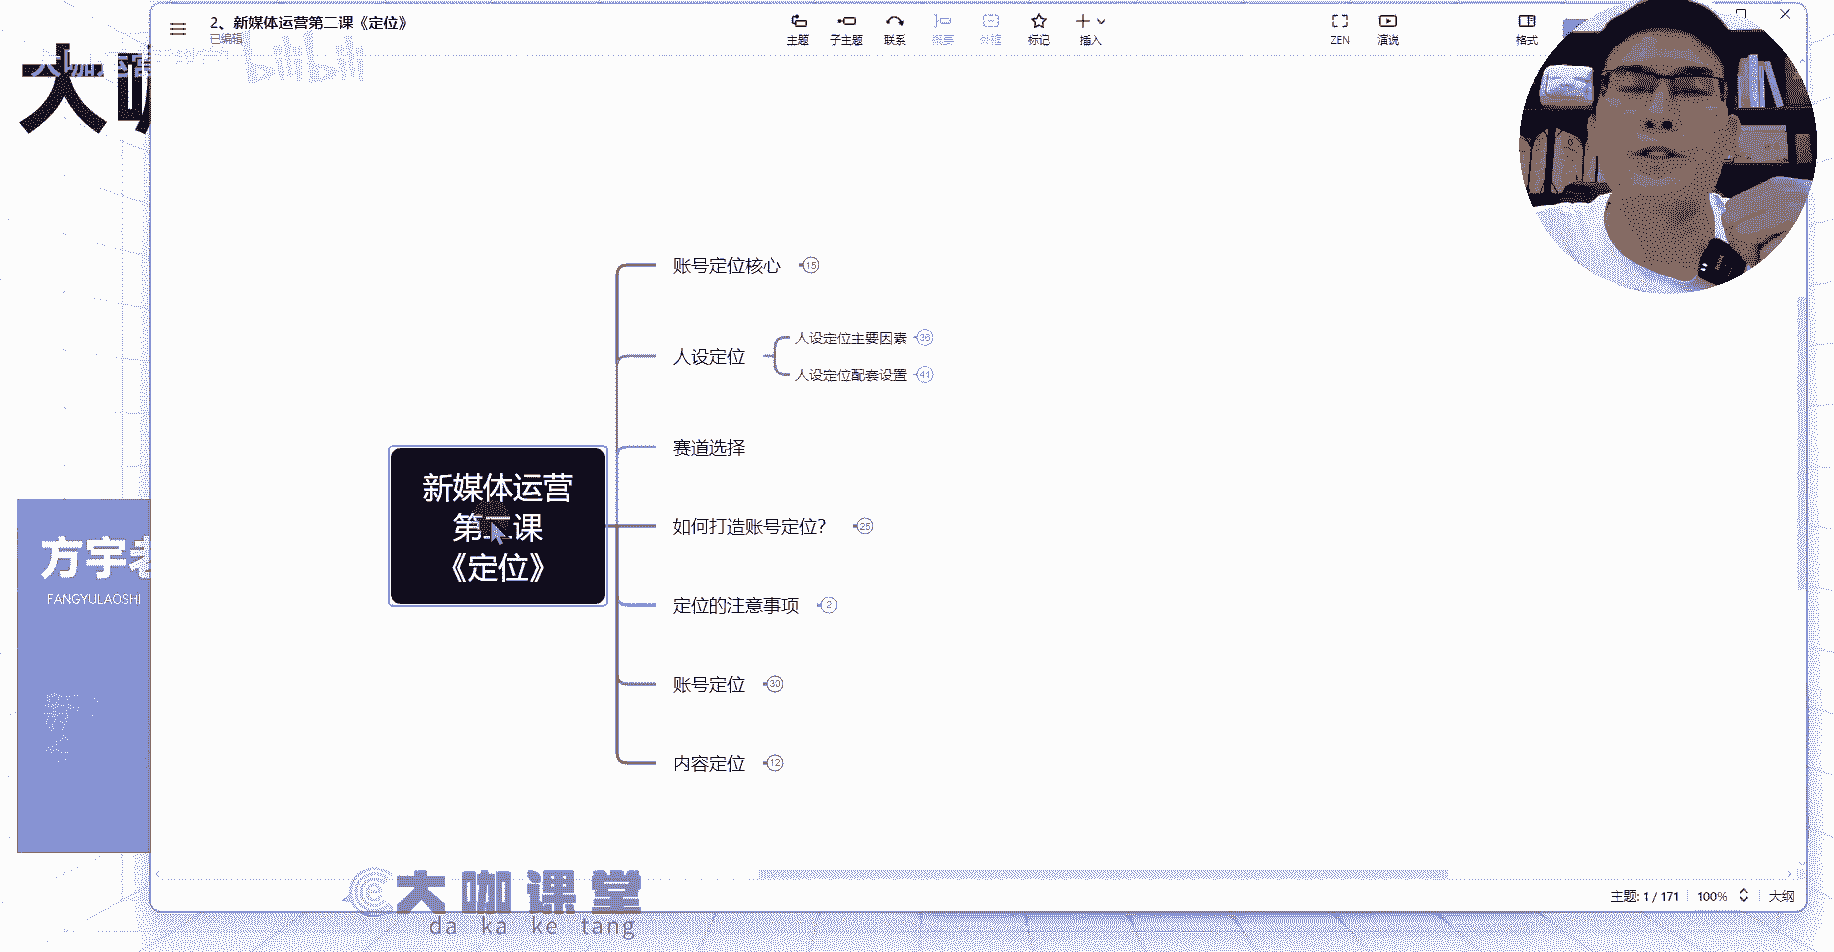 2、新媒体运营第二课《定位》
已编辑
主题
子主题
联系
概要
外框
标记
插入
ZEN
演说
格式
bilibili
大咖运营
大咖
账号定位核心 15
人设定位
人设定位主要因素 36
人设定位配套设置 41
赛道选择
新媒体运营
第二课
《定位》
如何打造账号定位? 25
定位的注意事项 2
账号定位 30
内容定位 12
方宇老
FANGYULAOSHI
大咖课堂
da ka ke tang
主题: 1 / 171
100%
大纲